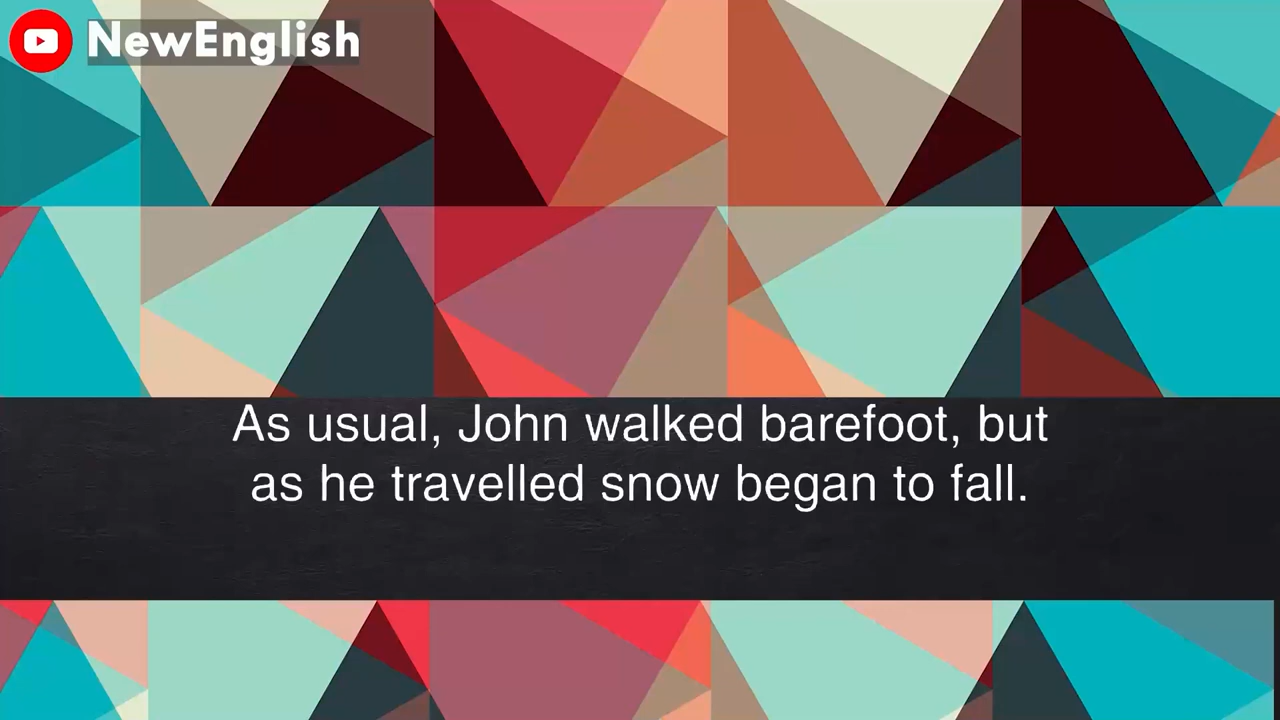 NewEnglish
As usual, John walked barefoot, but
as he travelled snow began to fall.